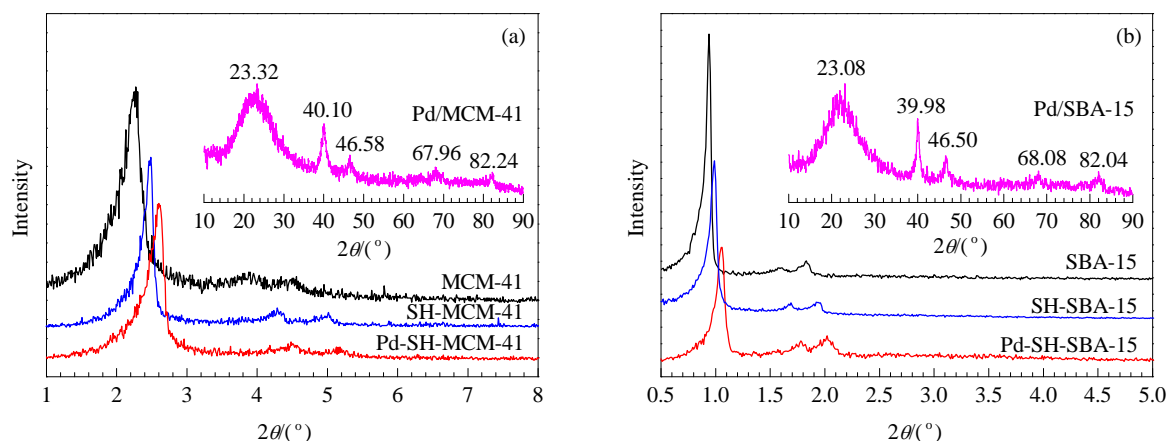 (a)
23.32
40.10
46.58
67.96
82.24
Pd/MCM-41
10 20 30 40 50 60 70 80 90
2θ/(°)
MCM-41
SH-MCM-41
Pd-SH-MCM-41
Intensity
1 2 3 4 5 6 7 8
2θ/(°)
(b)
23.08
39.98
46.50
68.08
82.04
Pd/SBA-15
10 20 30 40 50 60 70 80 90
2θ/(°)
SBA-15
SH-SBA-15
Pd-SH-SBA-15
Intensity
0.5 1.0 1.5 2.0 2.5 3.0 3.5 4.0 4.5 5.0
2θ/(°)